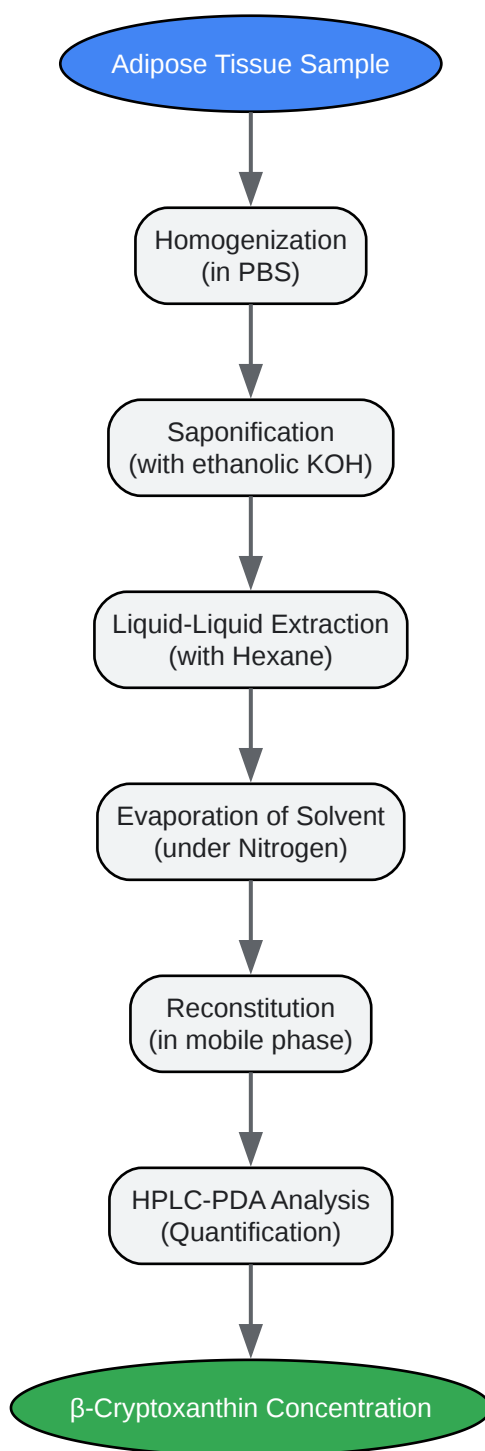 Adipose Tissue Sample
Homogenization
(in PBS)
Saponification
(with ethanolic KOH)
Liquid-Liquid Extraction
(with Hexane)
Evaporation of Solvent
(under Nitrogen)
Reconstitution
(in mobile phase)
HPLC-PDA Analysis
(Quantification)
β-Cryptoxanthin Concentration